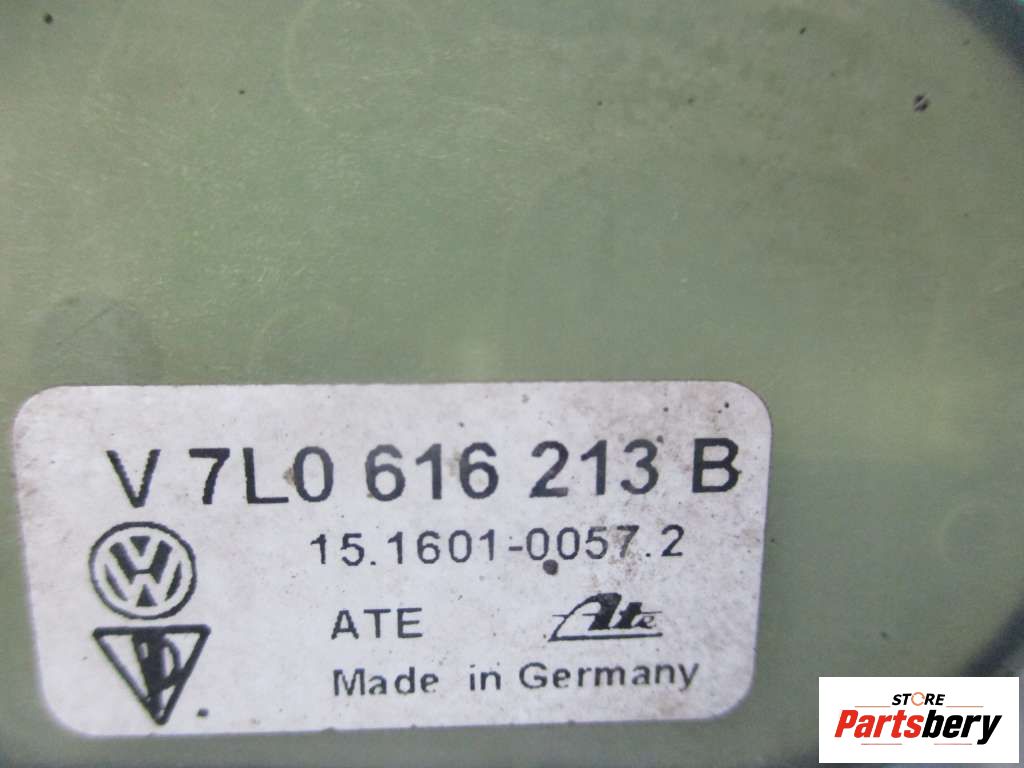 V 7L0 616 213 B
15.1601-0057.2
ATE Ate
Made in Germany
STORE
Partsbery